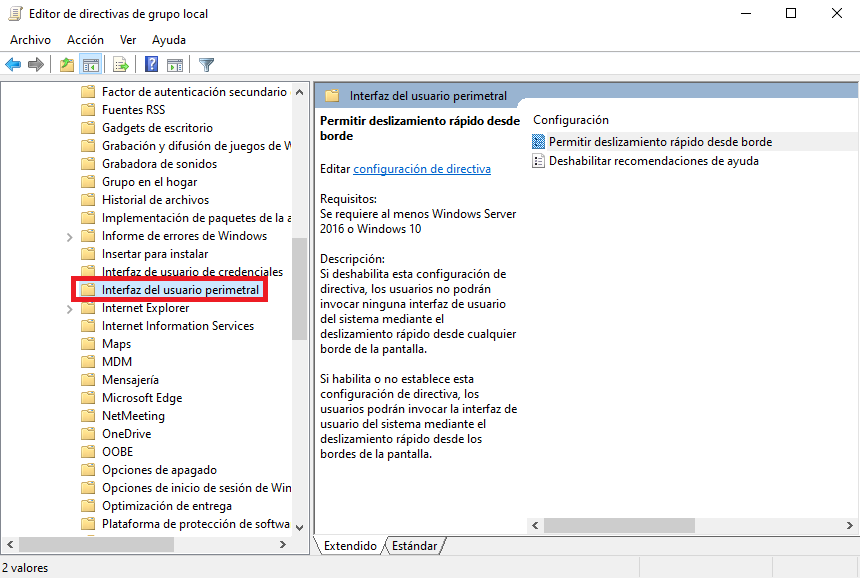 Editor de directivas de grupo local
Archivo Acción Ver Ayuda
Factor de autenticación secundario
Fuentes RSS
Gadgets de escritorio
Grabación y difusión de juegos de W
Grabadora de sonidos
Grupo en el hogar
Historial de archivos
Implementación de paquetes de la a
Informe de errores de Windows
Insertar para instalar
Interfaz de usuario de credenciales
Interfaz del usuario perimetral
Internet Explorer
Internet Information Services
Maps
MDM
Mensajería
Microsoft Edge
NetMeeting
OneDrive
OOBE
Opciones de apagado
Opciones de inicio de sesión de Win
Optimización de entrega
Plataforma de protección de softwa
Interfaz del usuario perimetral
Permitir deslizamiento rápido desde
borde
Editar configuración de directiva
Requisitos:
Se requiere al menos Windows Server
2016 o Windows 10
Descripción:
Si deshabilita esta configuración de
directiva, los usuarios no podrán
invocar ninguna interfaz de usuario
del sistema mediante el
deslizamiento rápido desde cualquier
borde de la pantalla.
Si habilita o no establece esta
configuración de directiva, los
usuarios podrán invocar la interfaz de
usuario del sistema mediante el
deslizamiento rápido desde los
bordes de la pantalla.
Configuración
Permitir deslizamiento rápido desde borde
Deshabilitar recomendaciones de ayuda
Extendido Estándar
2 valores